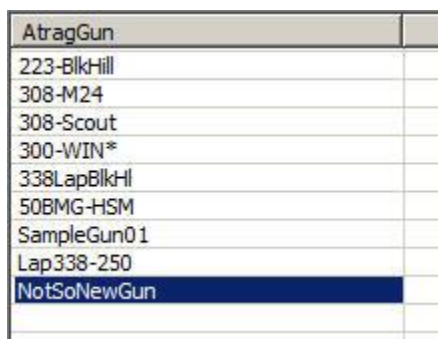 AtragGun
223-BlkHill
308-M24
308-Scout
300-WIN*
338LapBlkHl
50BMG-HSM
SampleGun01
Lap338-250
NotSoNewGun